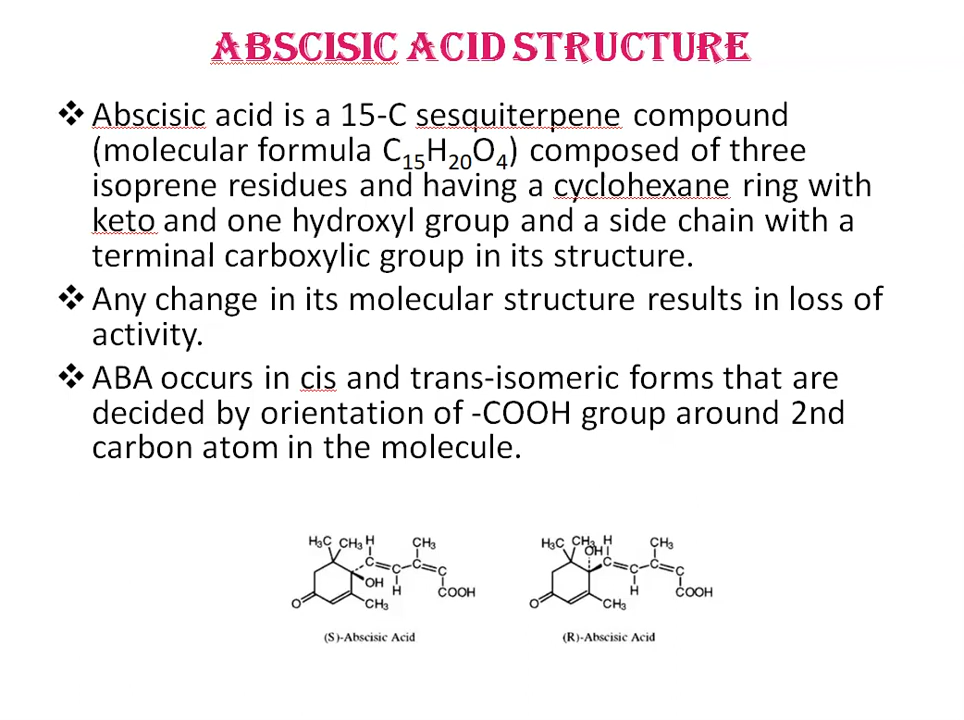 ABSCISIC ACID STRUCTURE
❖ Abscisic acid is a 15-C sesquiterpene compound
(molecular formula C₁₅H₂₀O₄) composed of three
isoprene residues and having a cyclohexane ring with
keto and one hydroxyl group and a side chain with a
terminal carboxylic group in its structure.
❖ Any change in its molecular structure results in loss of
activity.
❖ ABA occurs in cis and trans-isomeric forms that are
decided by orientation of -COOH group around 2nd
carbon atom in the molecule.
H₃C CH₃ H CH₃
C C C C
OH H COOH
O CH₃
(S)-Abscisic Acid
H₃C CH₃ H CH₃
OH
C C C C
H COOH
O CH₃
(R)-Abscisic Acid